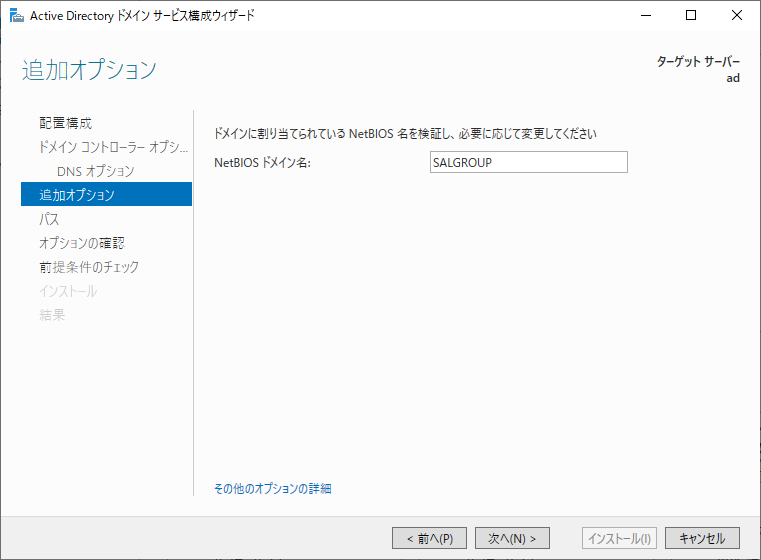 Active Directory ドメイン サービス構成ウィザード
追加オプション
ターゲット サーバー
ad
配置構成
ドメイン コントローラー オプシ...
DNS オプション
追加オプション
パス
オプションの確認
前提条件のチェック
インストール
結果
ドメインに割り当てられている NetBIOS 名を検証し、必要に応じて変更してください
NetBIOS ドメイン名: SALGROUP
その他のオプションの詳細
< 前へ(P) 次へ(N) > インストール(I) キャンセル